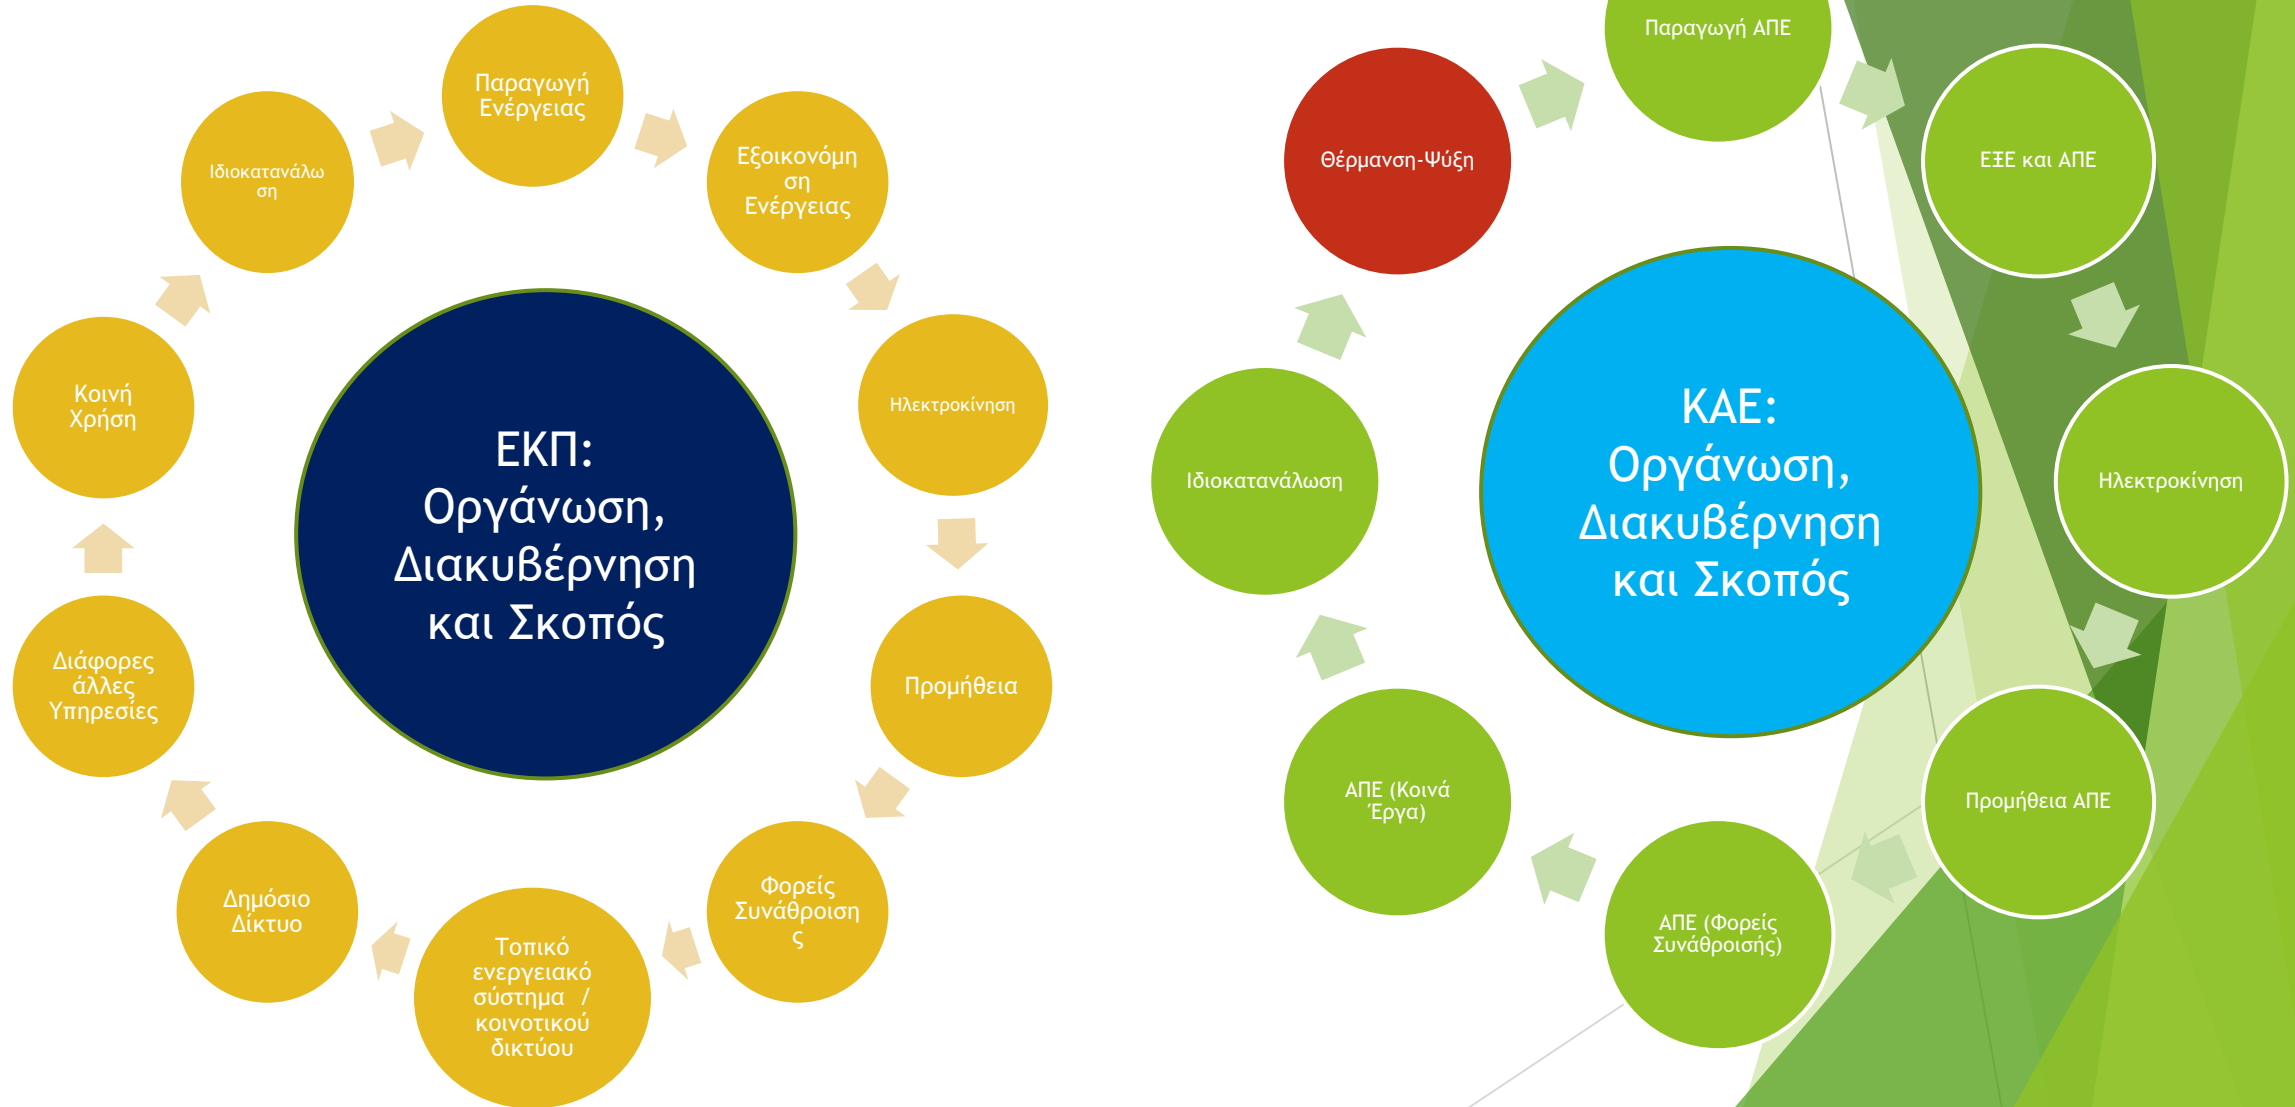 Παραγωγή
Ενέργειας
Εξοικονόμη
ση
Ενέργειας
Ηλεκτροκίνηση
Προμήθεια
Φορείς
Συνάθροιση
ς
Τοπικό
ενεργειακό
σύστημα /
κοινοτικού
δικτύου
Δημόσιο
Δίκτυο
Διάφορες
άλλες
Υπηρεσίες
Κοινή
Χρήση
Ιδιοκατανάλω
ση
ΕΚΠ:
Οργάνωση,
Διακυβέρνηση
και Σκοπός
Παραγωγή ΑΠΕ
ΕΞΕ και ΑΠΕ
Ηλεκτροκίνηση
Προμήθεια ΑΠΕ
ΑΠΕ (Φορείς
Συνάθροισής)
ΑΠΕ (Κοινά
Έργα)
Ιδιοκατανάλωση
Θέρμανση-Ψύξη
ΚΑΕ:
Οργάνωση,
Διακυβέρνηση
και Σκοπός